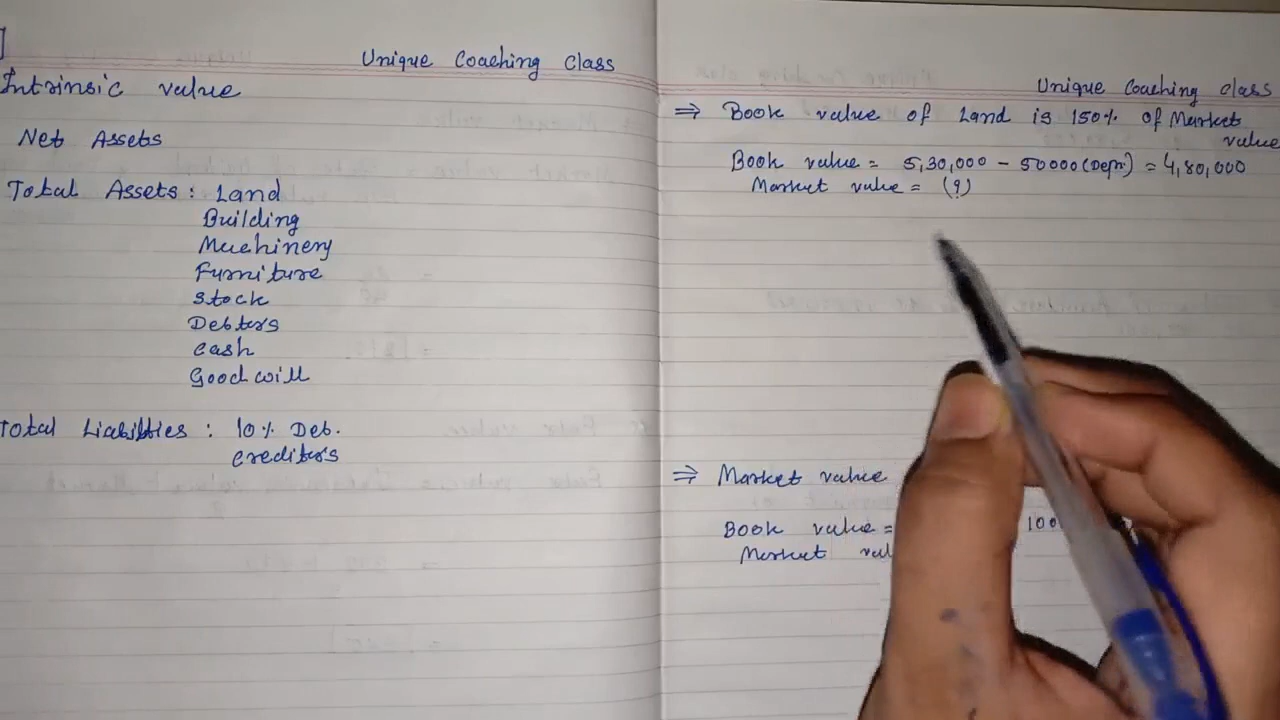 Unique Coaching Class
Intrinsic value
Net Assets
Total Assets : Land
Building
Machinery
Furniture
Stock
Debtors
cash
Goodwill
Total Liabilities : 10% Deb.
creditors
Unique Coaching Class
⇒ Book value of Land is 150% of Market
value
Book value = 5,30,000 - 50000 (Depr.) = 4,80,000
Market value = (?)
⇒ Market value
Book value =
Market